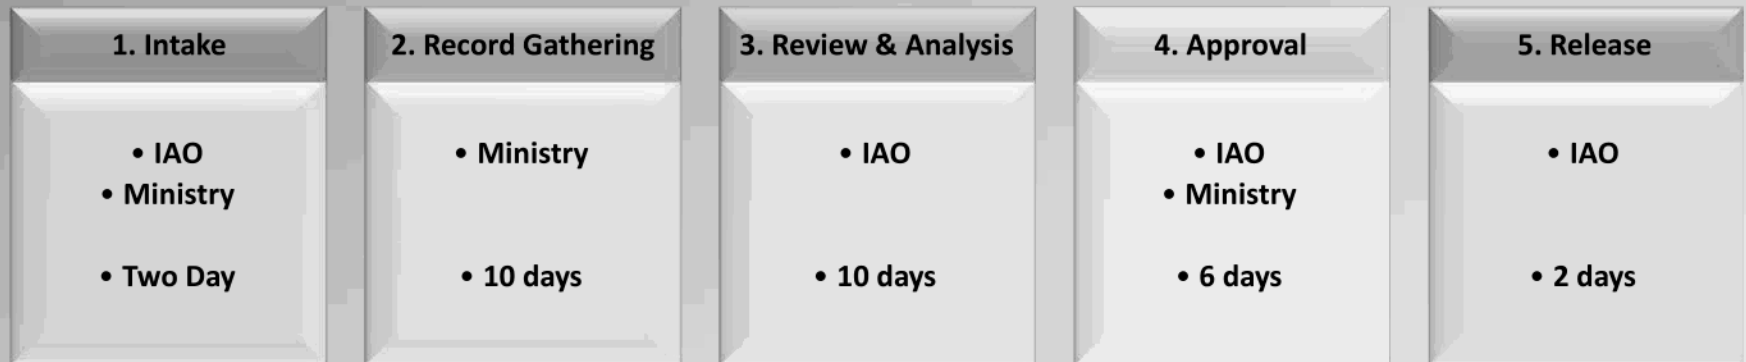 1. Intake
• IAO
• Ministry
• Two Day
2. Record Gathering
• Ministry
• 10 days
3. Review & Analysis
• IAO
• 10 days
4. Approval
• IAO
• Ministry
• 6 days
5. Release
• IAO
• 2 days